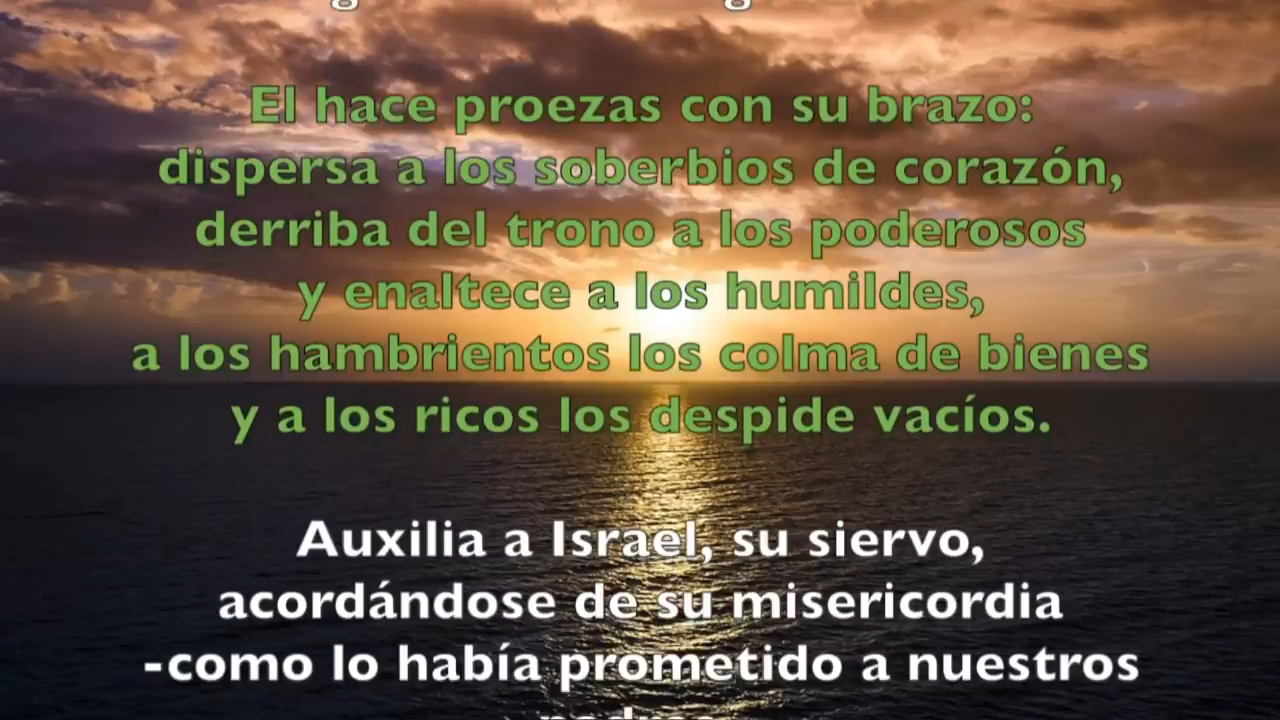 El hace proezas con su brazo:
dispersa a los soberbios de corazón,
derriba del trono a los poderosos
y enaltece a los humildes,
a los hambrientos los colma de bienes
y a los ricos los despide vacíos.
Auxilia a Israel, su siervo,
acordándose de su misericordia
-como lo había prometido a nuestros